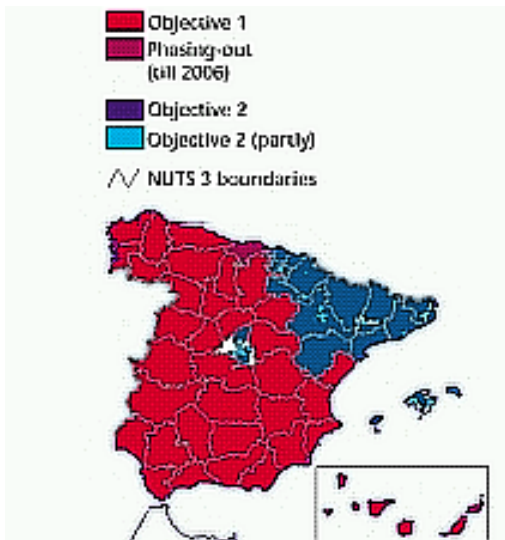 Objective 1
Phasing-out
(till 2006)
Objective 2
Objective 2 (partly)
NUTS 3 boundaries